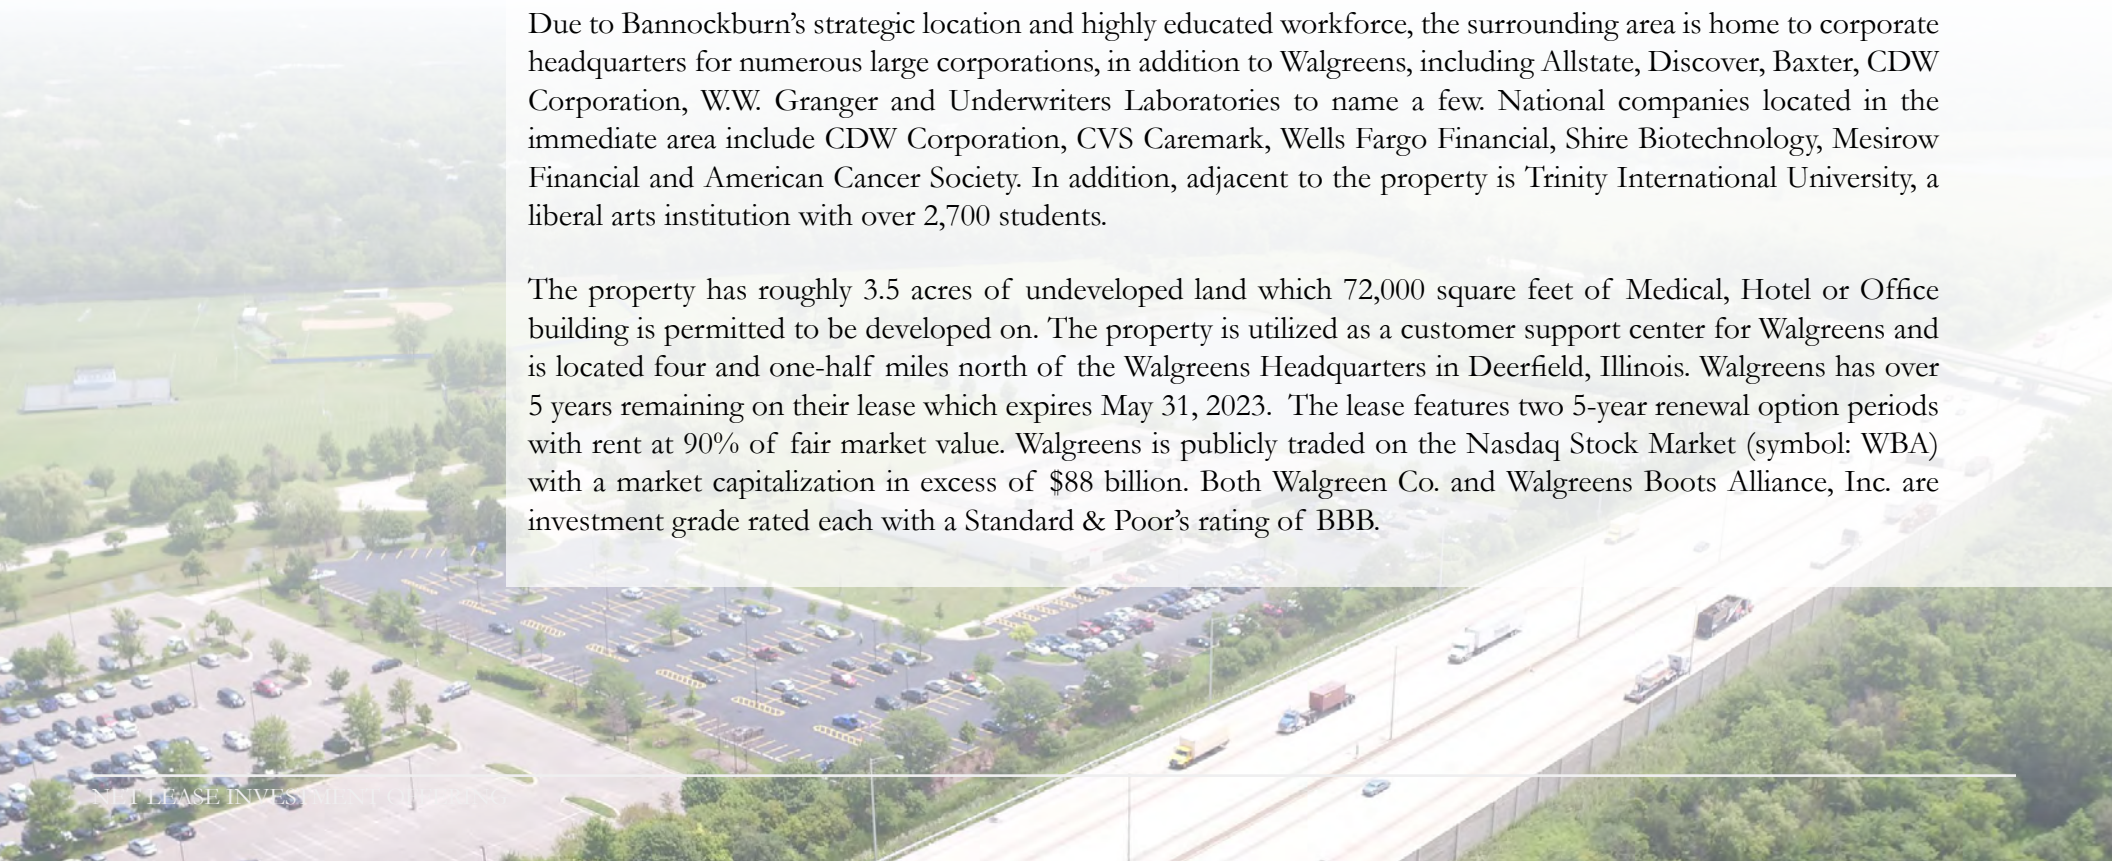 Due to Bannockburn’s strategic location and highly educated workforce, the surrounding area is home to corporate
headquarters for numerous large corporations, in addition to Walgreens, including Allstate, Discover, Baxter, CDW
Corporation, W.W. Granger and Underwriters Laboratories to name a few. National companies located in the
immediate area include CDW Corporation, CVS Caremark, Wells Fargo Financial, Shire Biotechnology, Mesirow
Financial and American Cancer Society. In addition, adjacent to the property is Trinity International University, a
liberal arts institution with over 2,700 students.
The property has roughly 3.5 acres of undeveloped land which 72,000 square feet of Medical, Hotel or Office
building is permitted to be developed on. The property is utilized as a customer support center for Walgreens and
is located four and one-half miles north of the Walgreens Headquarters in Deerfield, Illinois. Walgreens has over
5 years remaining on their lease which expires May 31, 2023. The lease features two 5-year renewal option periods
with rent at 90% of fair market value. Walgreens is publicly traded on the Nasdaq Stock Market (symbol: WBA)
with a market capitalization in excess of $88 billion. Both Walgreen Co. and Walgreens Boots Alliance, Inc. are
investment grade rated each with a Standard & Poor’s rating of BBB.
NET LEASE INVESTMENT